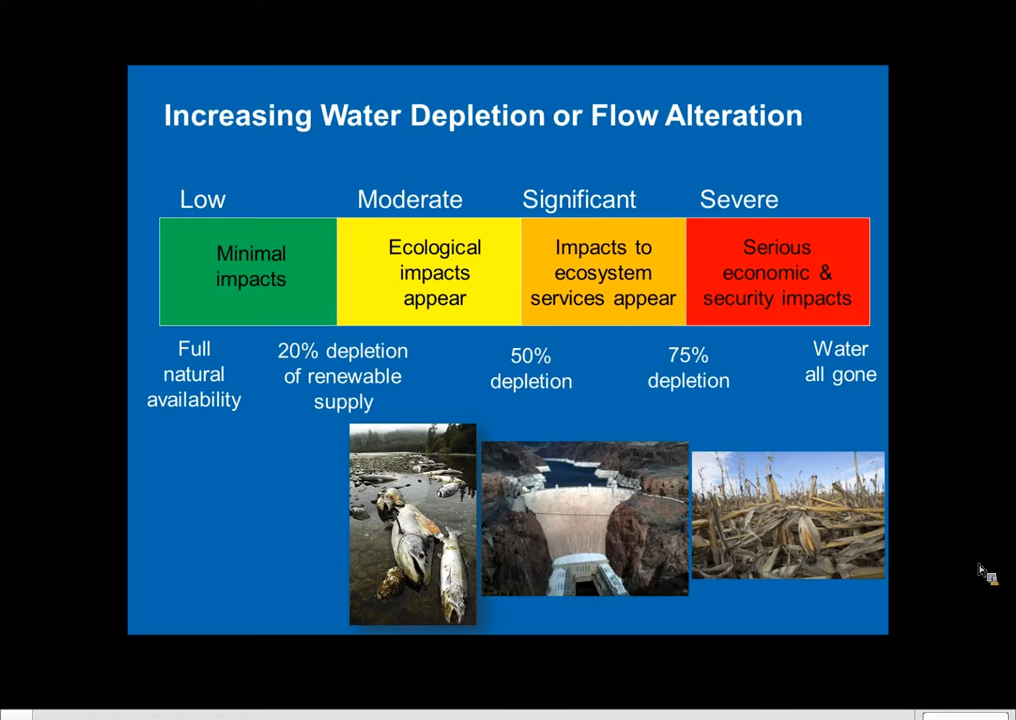 Increasing Water Depletion or Flow Alteration
Low
Moderate
Significant
Severe
Minimal
impacts
Ecological
impacts
appear
Impacts to
ecosystem
services appear
Serious
economic &
security impacts
Full
natural
availability
20% depletion
of renewable
supply
50%
depletion
75%
depletion
Water
all gone